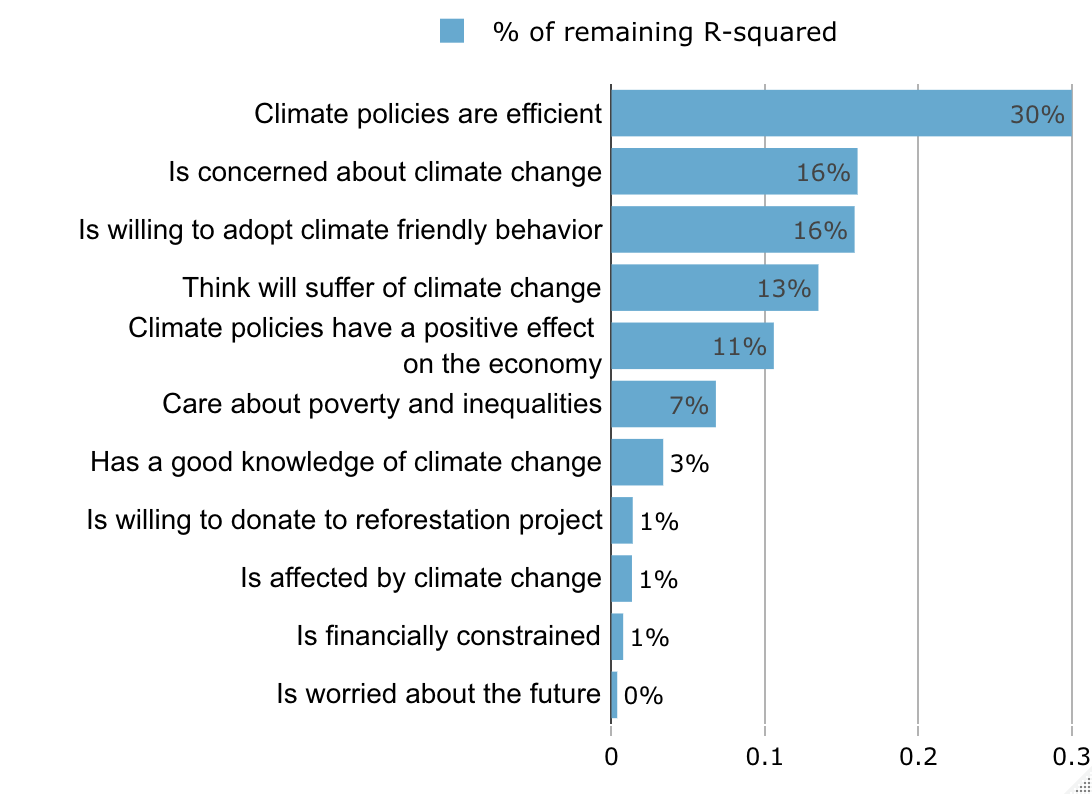 % of remaining R-squared
Climate policies are efficient 30%
Is concerned about climate change 16%
Is willing to adopt climate friendly behavior 16%
Think will suffer of climate change 13%
Climate policies have a positive effect
on the economy 11%
Care about poverty and inequalities 7%
Has a good knowledge of climate change 3%
Is willing to donate to reforestation project 1%
Is affected by climate change 1%
Is financially constrained 1%
Is worried about the future 0%
0 0.1 0.2 0.3